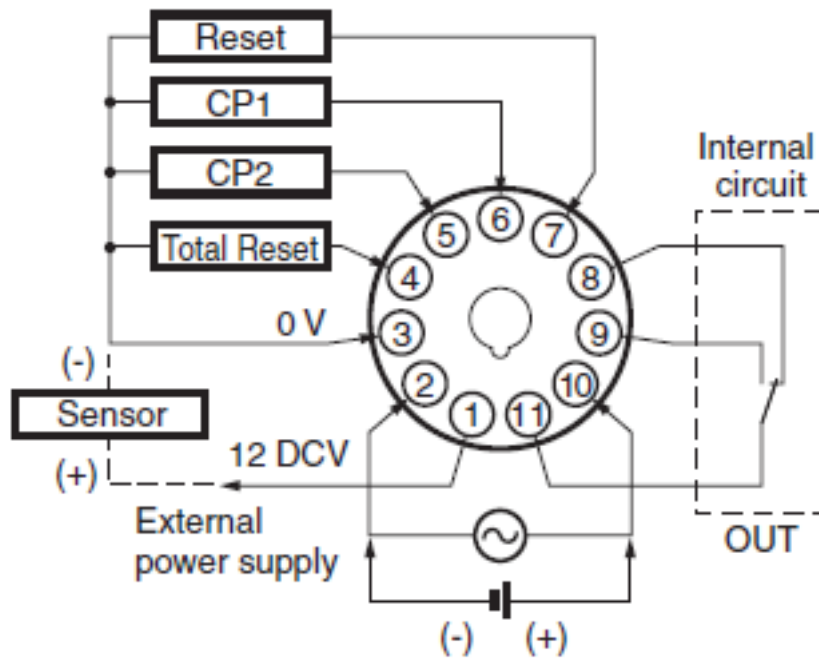 Reset
CP1
CP2
Total Reset
Internal
circuit
6
5
7
4
8
3
9
2
10
1
11
0 V
(-)
Sensor
(+)
12 DCV
External
power supply
OUT
(-)
(+)